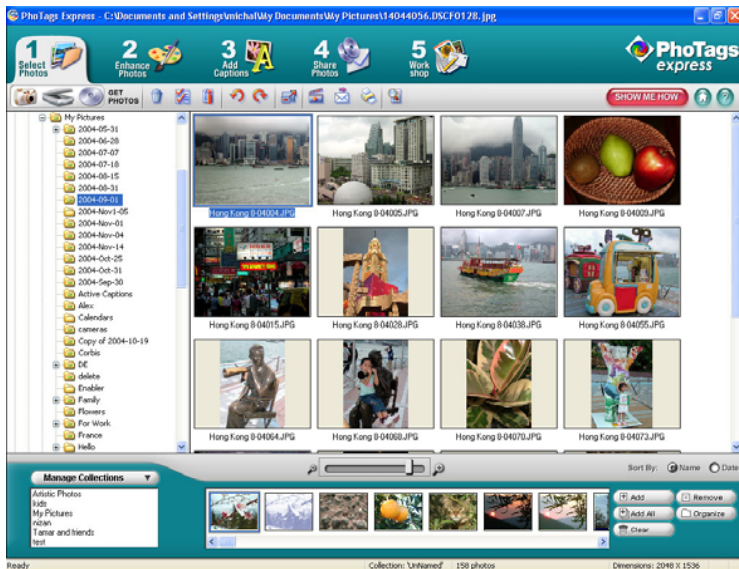 PhoTags Express - C:\Documents and Settings\michal\My Documents\My Pictures\14044056.DSCF0128.jpg
1 Select Photos
2 Enhance Photos
3 Add Captions
4 Share Photos
5 Work shop
PhoTags express
GET PHOTOS
SHOW ME HOW
My Pictures
2004-05-31
2004-06-28
2004-07-07
2004-07-18
2004-08-15
2004-08-31
2004-09-01
2004-Nov1-05
2004-Nov-01
2004-Nov-04
2004-Nov-14
2004-Oct-25
2004-Oct-31
2004-Sep-30
Active Captions
Alex
Calendars
cameras
Copy of 2004-10-19
Corbis
DE
delete
Enabler
Family
Flowers
For Work
France
Hello
Hong Kong 8-04004.JPG
Hong Kong 8-04005.JPG
Hong Kong 8-04007.JPG
Hong Kong 8-04009.JPG
Hong Kong 8-04015.JPG
Hong Kong 8-04028.JPG
Hong Kong 8-04038.JPG
Hong Kong 8-04055.JPG
Hong Kong 8-04064.JPG
Hong Kong 8-04068.JPG
Hong Kong 8-04070.JPG
Hong Kong 8-04073.JPG
Sort By: Name Date
Manage Collections
Artistic Photos
kids
My Pictures
nizan
Tamar and friends
test
Add
Remove
Add All
Organize
Clear
Ready
Collection: 'UnNamed'
158 photos
Dimensions: 2048 X 1536